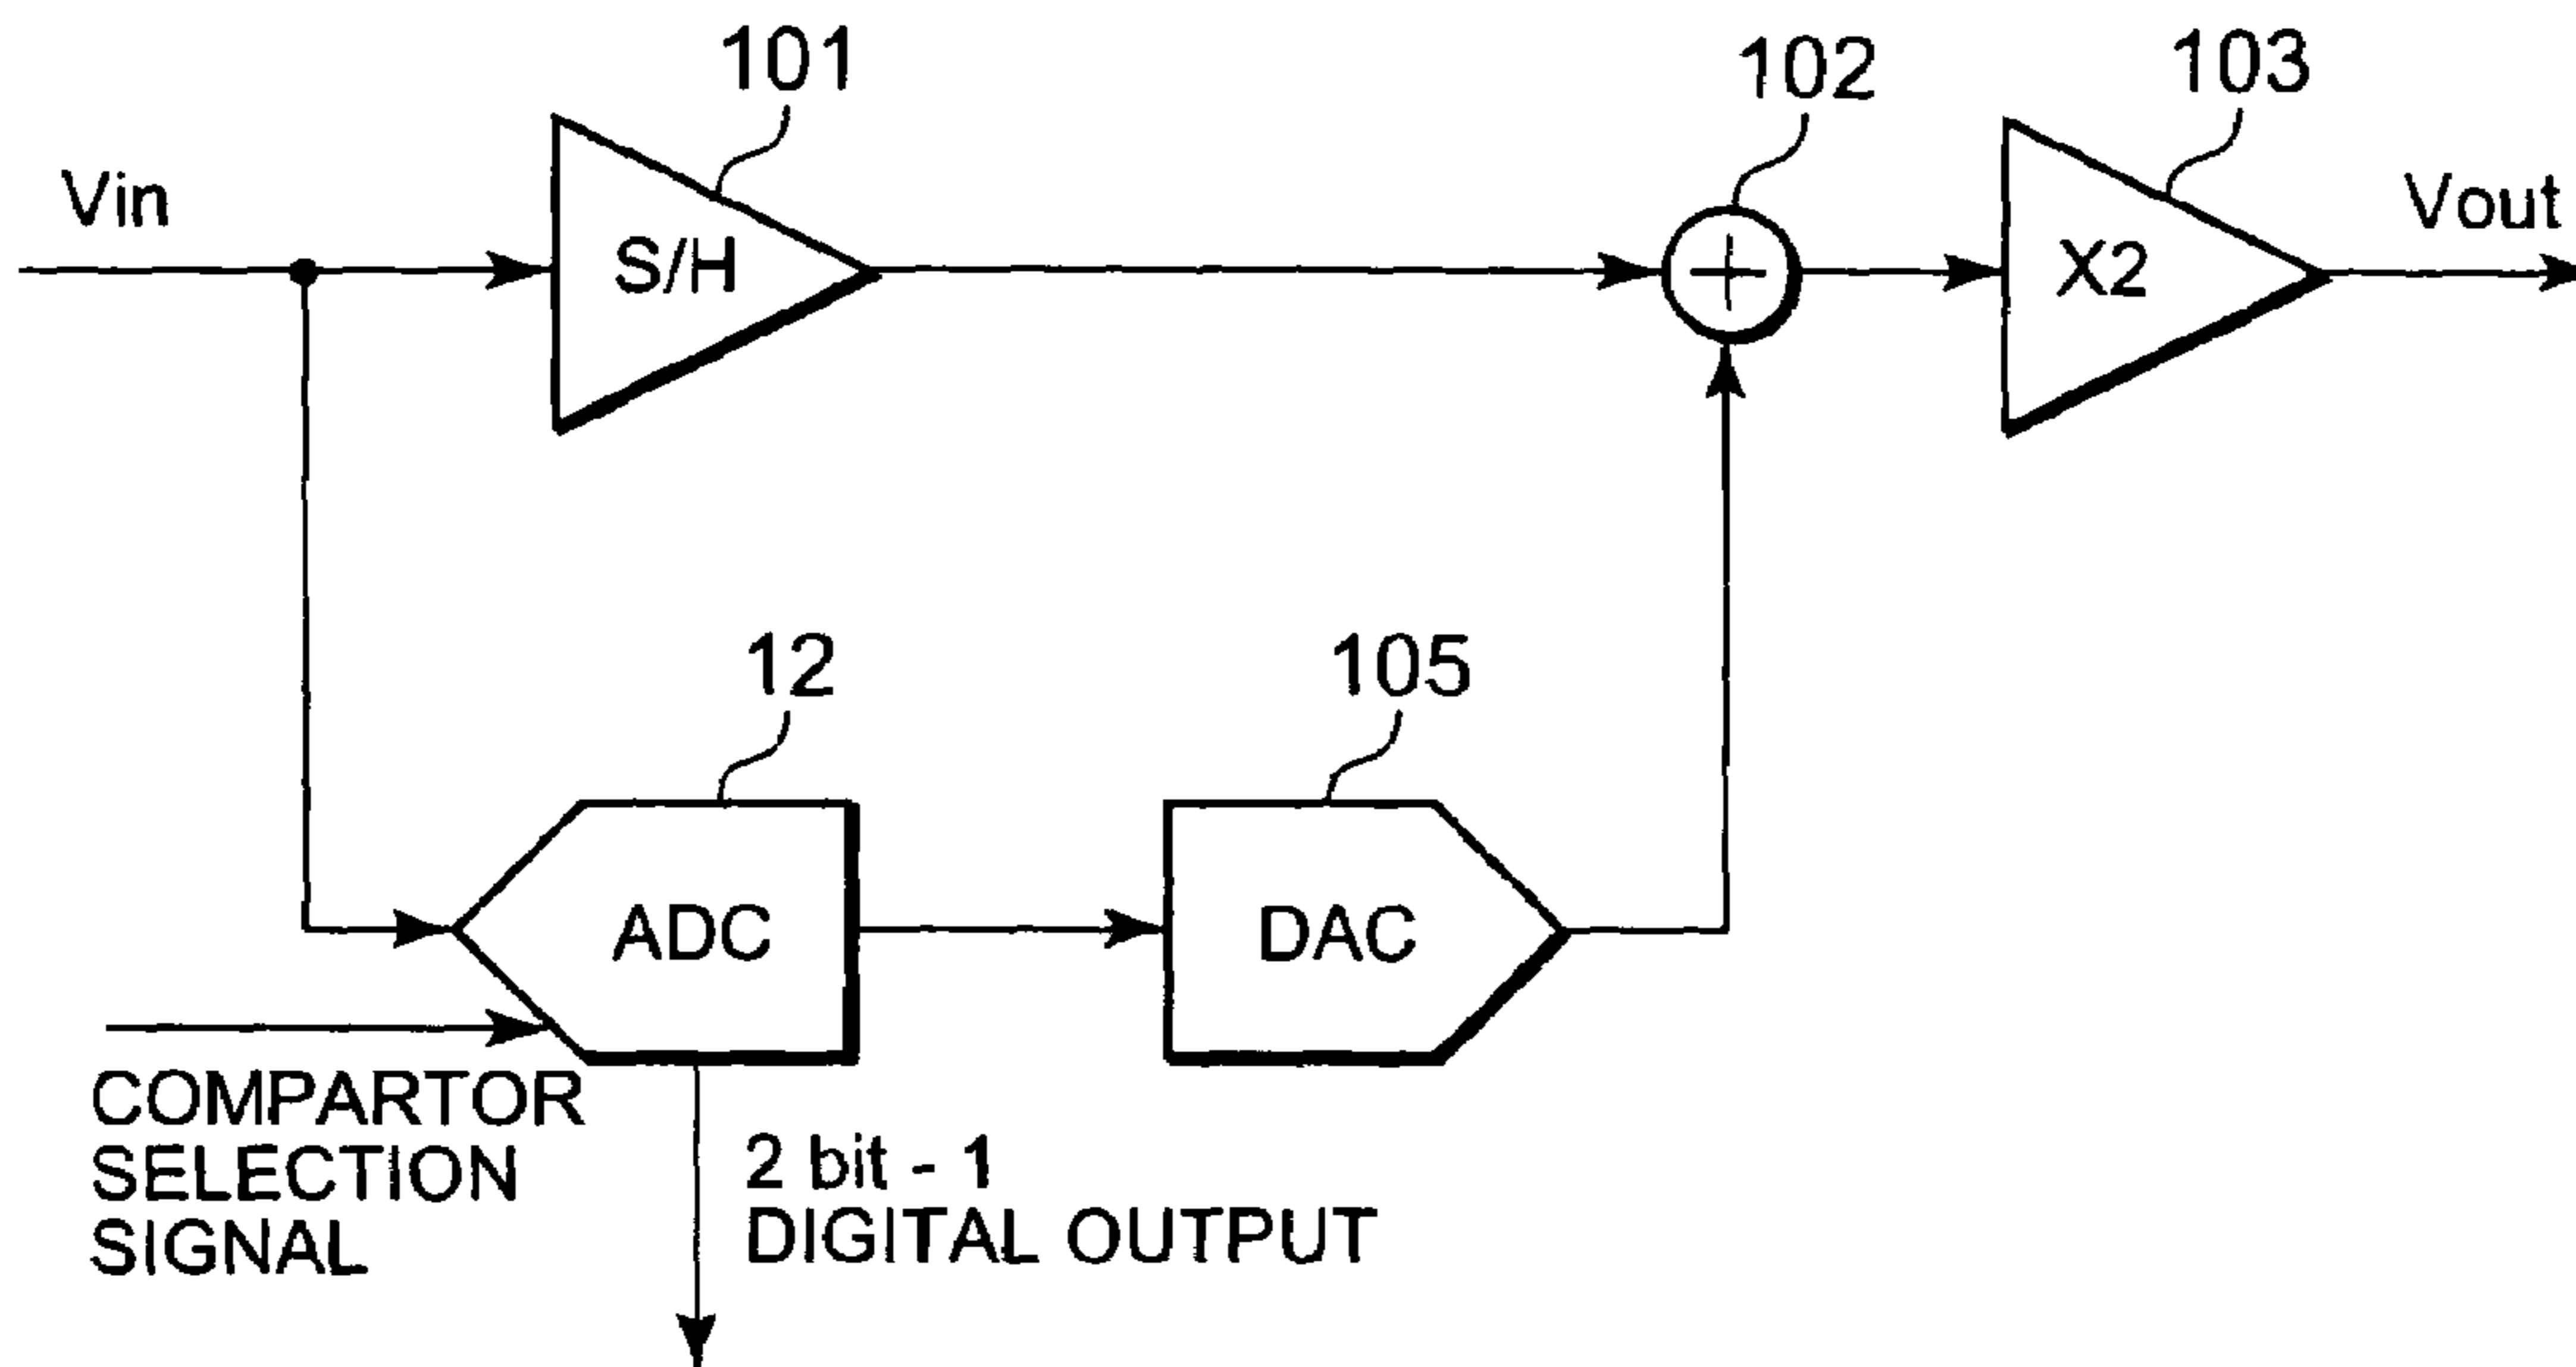 101
102
103
Vin
S/H
+
X2
Vout
12
105
ADC
DAC
COMPARTOR
SELECTION
SIGNAL
2 bit - 1
DIGITAL OUTPUT